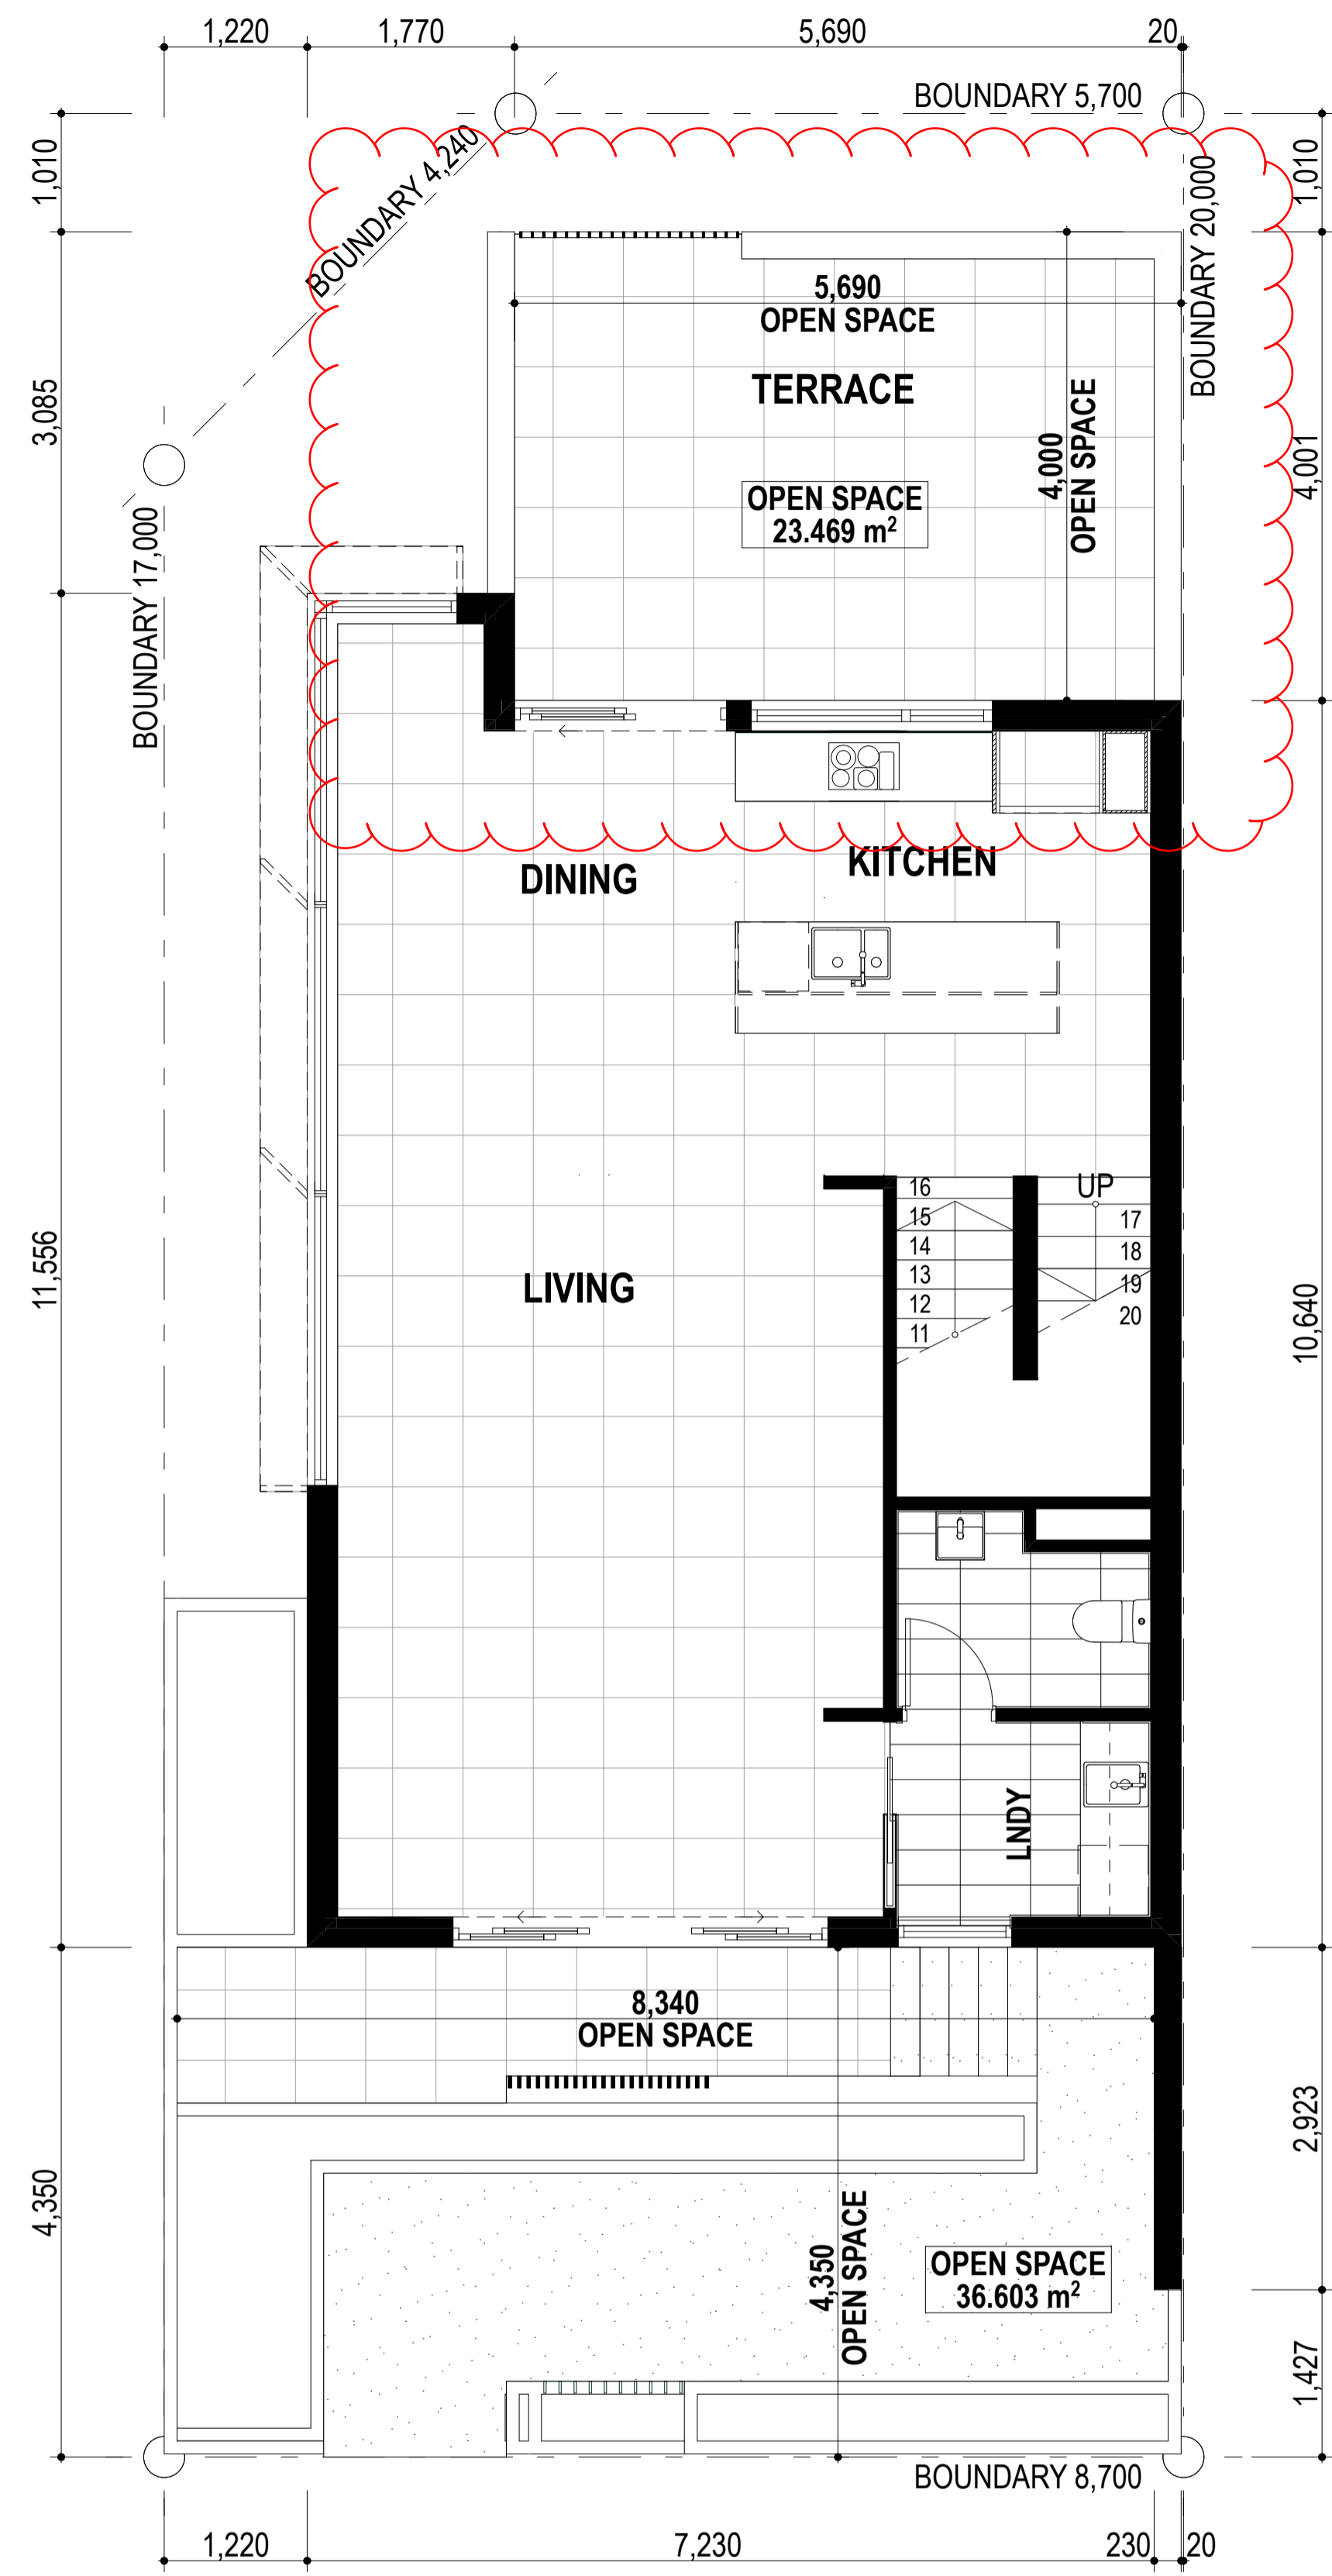 1,220
1,770
5,690
20
BOUNDARY 5,700
1,010
BOUNDARY 4,240
1,010
BOUNDARY 20,000
5,690
OPEN SPACE
TERRACE
3,085
4,000
OPEN SPACE
4,001
OPEN SPACE
23.469 m²
BOUNDARY 17,000
DINING
KITCHEN
16
UP
15
17
14
18
13
19
12
20
11
LIVING
11,556
10,640
LNDY
8,340
OPEN SPACE
2,923
4,350
4,350
OPEN SPACE
OPEN SPACE
36.603 m²
1,427
BOUNDARY 8,700
1,220
7,230
230
20